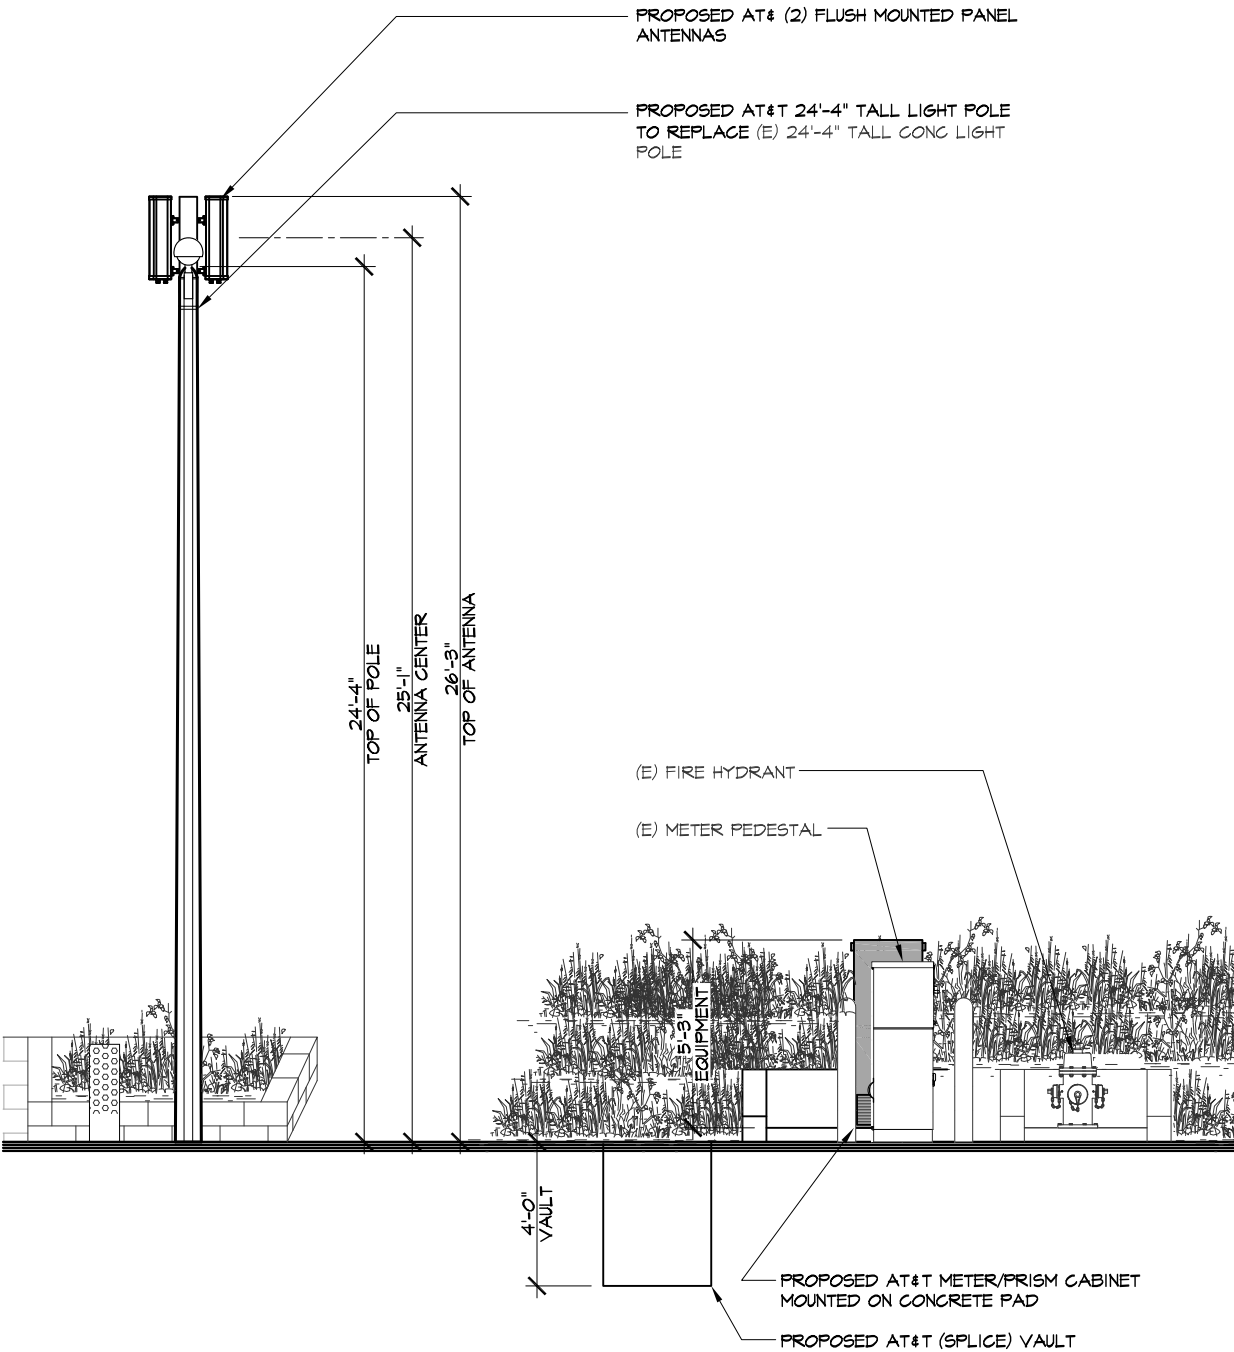 PROPOSED AT& (2) FLUSH MOUNTED PANEL
ANTENNAS
PROPOSED AT&T 24'-4" TALL LIGHT POLE
TO REPLACE (E) 24'-4" TALL CONC LIGHT
POLE
24'-4"
TOP OF POLE
25'-1"
ANTENNA CENTER
26'-3"
TOP OF ANTENNA
(E) FIRE HYDRANT
(E) METER PEDESTAL
5'-3"
EQUIPMENT
4'-0"
VAULT
PROPOSED AT&T METER/PRISM CABINET
MOUNTED ON CONCRETE PAD
PROPOSED AT&T (SPLICE) VAULT